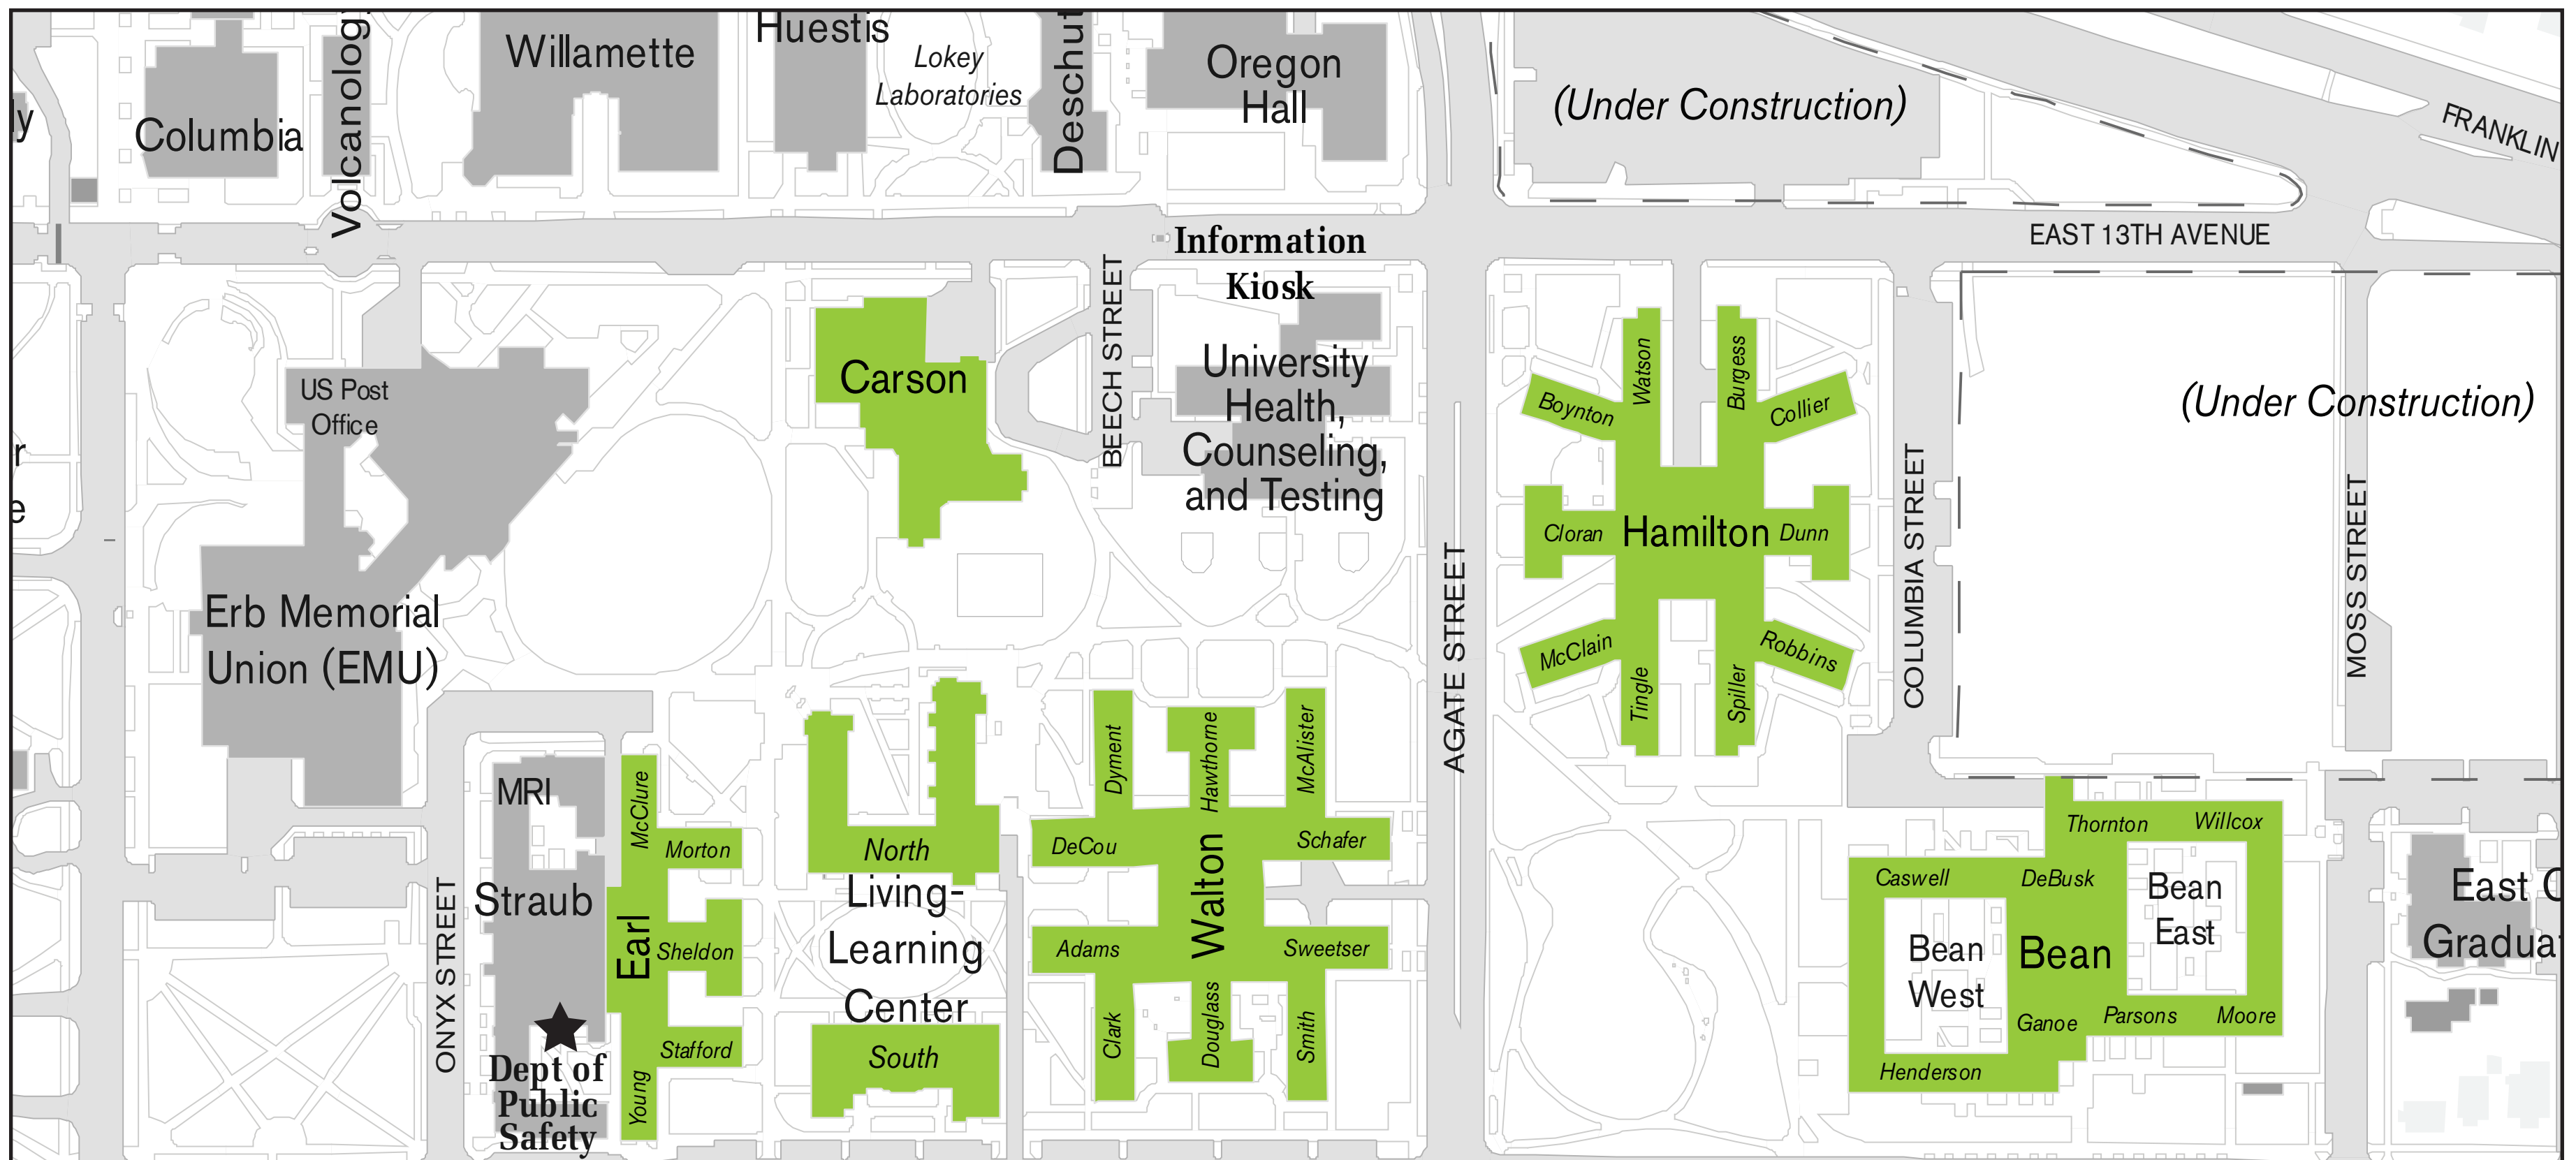 Huestis
Willamette
Lokey
Laboratories
Oregon
Hall
Columbia
(Under Construction)
FRANKLIN
EAST 13TH AVENUE
Information
Kiosk
BEECH STREET
Carson
US Post
Office
University
Health,
Counseling,
and Testing
Watson
Burgess
Boynton
Collier
(Under Construction)
Cloran
Hamilton
Dunn
McClain
Robbins
Tingle
Spiller
AGATE STREET
COLUMBIA STREET
MOSS STREET
Erb Memorial
Union (EMU)
MRI
Straub
ONYX STREET
Dept of
Public
Safety
McClure
Morton
Earl
Sheldon
Stafford
Young
North
Living-
Learning
Center
South
Dyment
Hawthorne
McAlister
DeCou
Schafer
Walton
Adams
Sweetser
Clark
Douglass
Smith
Thornton
Willcox
Caswell
DeBusk
Bean
East
Bean
West
Bean
Ganoe
Parsons
Moore
Henderson
East